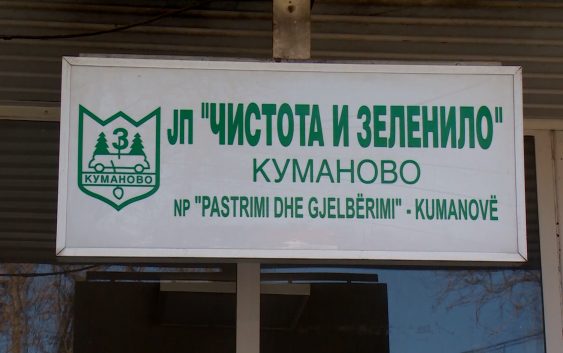 З
КУМАНОВО
ЈП "ЧИСТОТА И ЗЕЛЕНИЛО"
КУМАНОВО
NP "PASTRIMI DHE GJELBËRIMI" - KUMANOVË